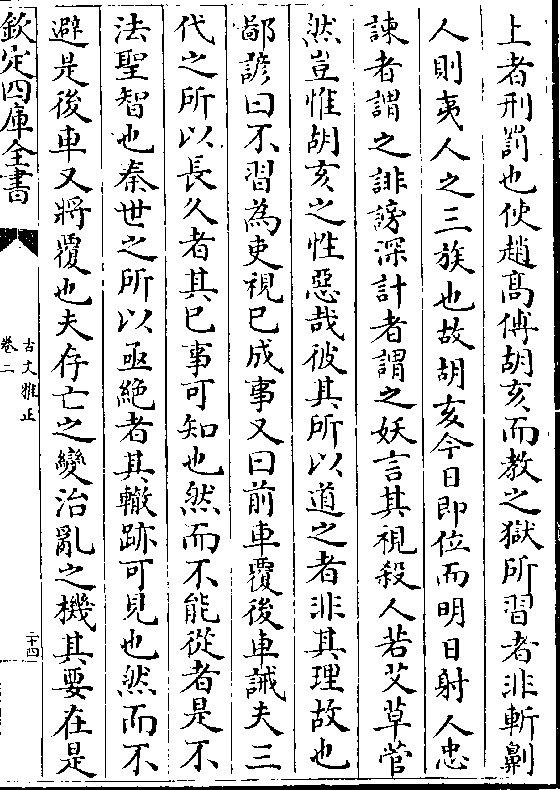 上者刑罰也使趙髙傅胡亥而教之獄所習者非斬劓
人則夷人之三族也故胡亥今日即位而明日射人忠
諫者謂之誹謗深計者謂之妖言其視殺人若艾草菅
然豈惟胡亥之性惡哉彼其所以道之者非其理故也
鄙諺曰不習為吏視已成事又曰前車覆後車誡夫三
代之所以長久者其已事可知也然而不能從者是不
法聖智也秦世之所以亟絶者其轍跡可見也然而不
避是後車又將覆也夫存亡之變治亂之機其要在是
欽定四庫全書
古文雅正
卷二
二十四